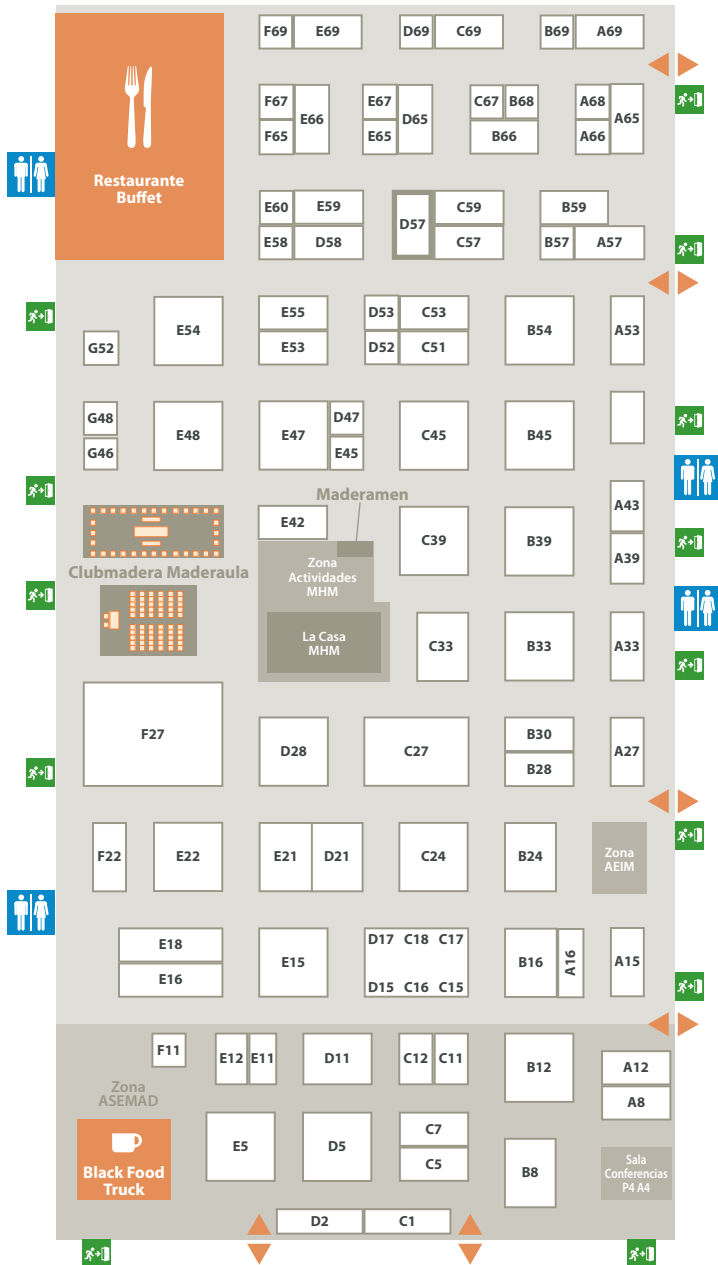 F69 E69 D69 C69 B69 A69
F67 E66 E67 D65 C67 B68 A68 A65
F65 E65 B66 A66
Restaurante
Buffet
E60 E59 D57 C59 B59
E58 D58 C57 B57 A57
G52 E54 E55 D53 C53 B54 A53
E53 D52 C51
G48 E48 E47 D47 C45 B45
G46 E45
Maderamen
A43
E42 C39 B39
A39
Clubmadera Maderaula
Zona
Actividades
MHM
La Casa
MHM
C33 B33 A33
F27 D28 C27 B30 A27
B28
F22 E22 E21 D21 C24 B24
Zona
AEIM
E18 E15 D17 C18 C17 B16 A16 A15
E16 D15 C16 C15
F11 E12 E11 D11 C12 C11 B12 A12
A8
Zona
ASEMAD
Black Food
Truck
E5 D5 C7 B8
C5
Sala
Conferencias
P4 A4
D2 C1